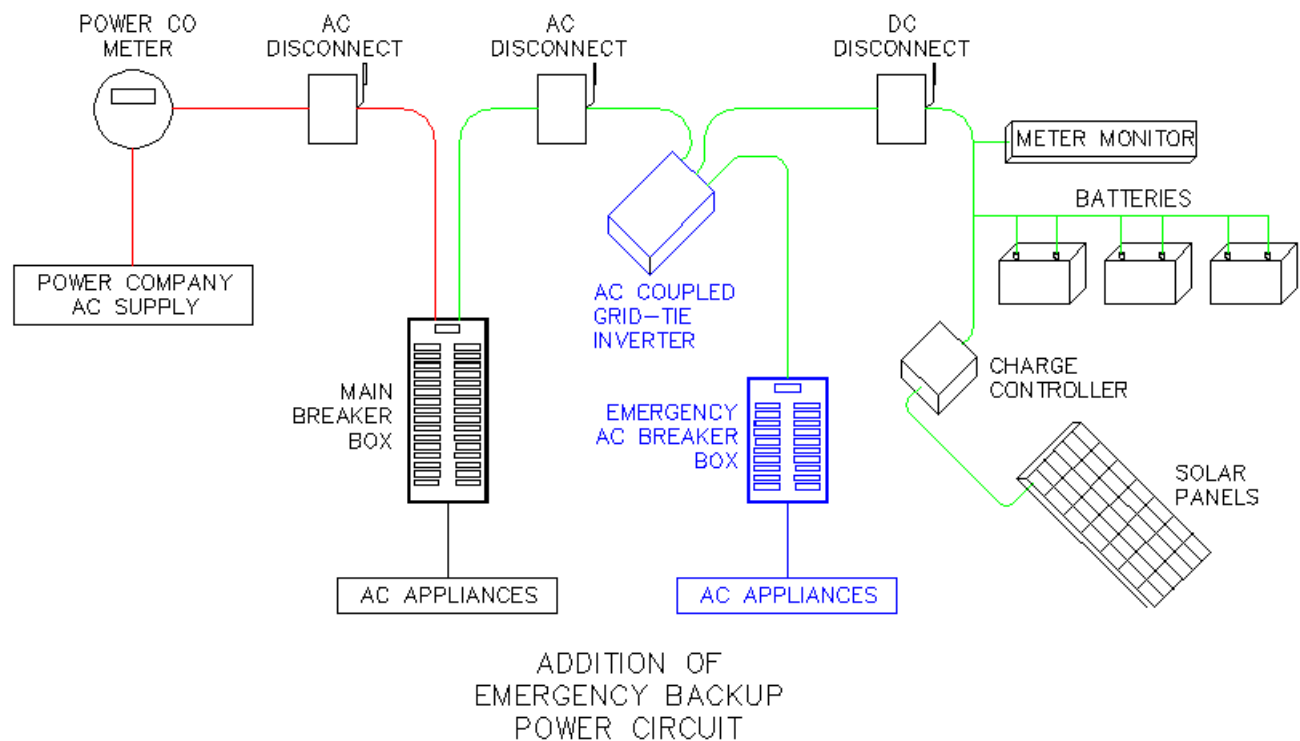 POWER CO
METER
AC
DISCONNECT
AC
DISCONNECT
DC
DISCONNECT
METER MONITOR
BATTERIES
POWER COMPANY
AC SUPPLY
AC COUPLED
GRID-TIE
INVERTER
CHARGE
CONTROLLER
MAIN
BREAKER
BOX
EMERGENCY
AC BREAKER
BOX
SOLAR
PANELS
AC APPLIANCES
AC APPLIANCES
ADDITION OF
EMERGENCY BACKUP
POWER CIRCUIT